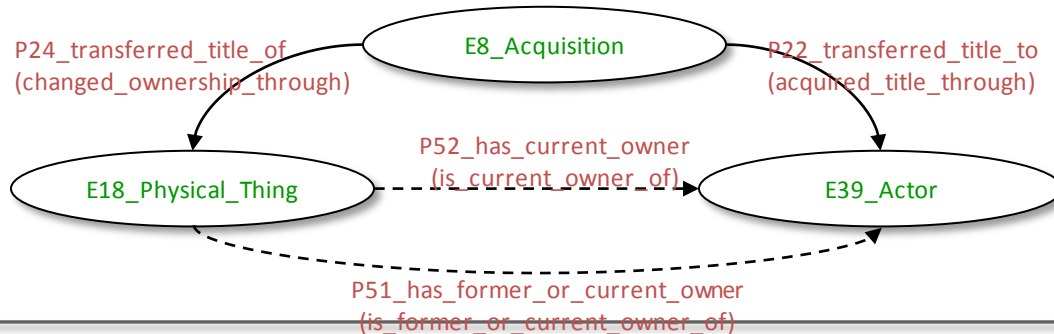 E8_Acquisition
P24_transferred_title_of
(changed_ownership_through)
P22_transferred_title_to
(acquired_title_through)
P52_has_current_owner
(is_current_owner_of)
E18_Physical_Thing
E39_Actor
P51_has_former_or_current_owner
(is_former_or_current_owner_of)